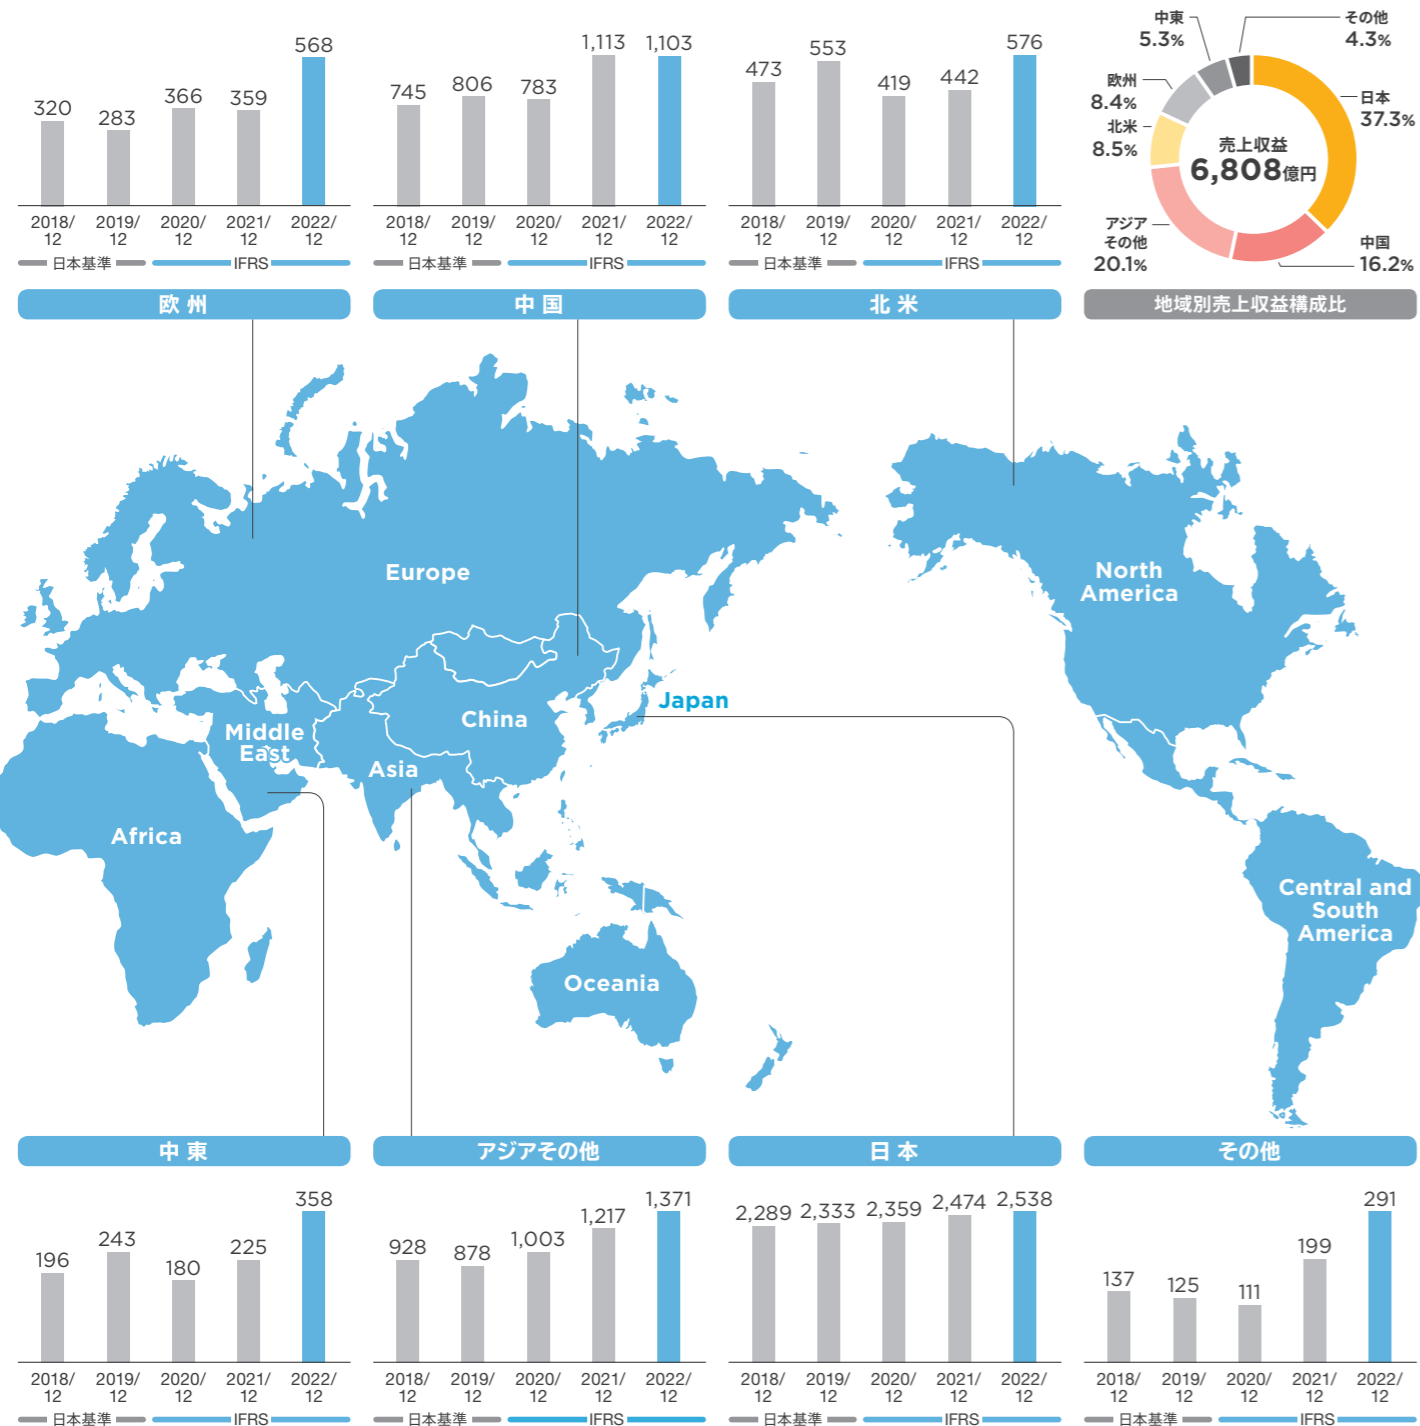 320
283
366
359
568
2018/
12
2019/
12
2020/
12
2021/
12
2022/
12
日本基準
IFRS
欧州
745
806
783
1,113
1,103
2018/
12
2019/
12
2020/
12
2021/
12
2022/
12
日本基準
IFRS
中国
473
553
419
442
576
2018/
12
2019/
12
2020/
12
2021/
12
2022/
12
日本基準
IFRS
北米
中東
5.3%
その他
4.3%
欧州
8.4%
北米
8.5%
日本
37.3%
売上収益
6,808億円
アジア
その他
20.1%
中国
16.2%
地域別売上収益構成比
Europe
North
America
Japan
China
Middle
East
Asia
Africa
Central and
South
America
Oceania
中東
196
243
180
225
358
2018/
12
2019/
12
2020/
12
2021/
12
2022/
12
日本基準
IFRS
アジアその他
928
878
1,003
1,217
1,371
2018/
12
2019/
12
2020/
12
2021/
12
2022/
12
日本基準
IFRS
日本
2,289
2,333
2,359
2,474
2,538
2018/
12
2019/
12
2020/
12
2021/
12
2022/
12
日本基準
IFRS
その他
137
125
111
199
291
2018/
12
2019/
12
2020/
12
2021/
12
2022/
12
日本基準
IFRS